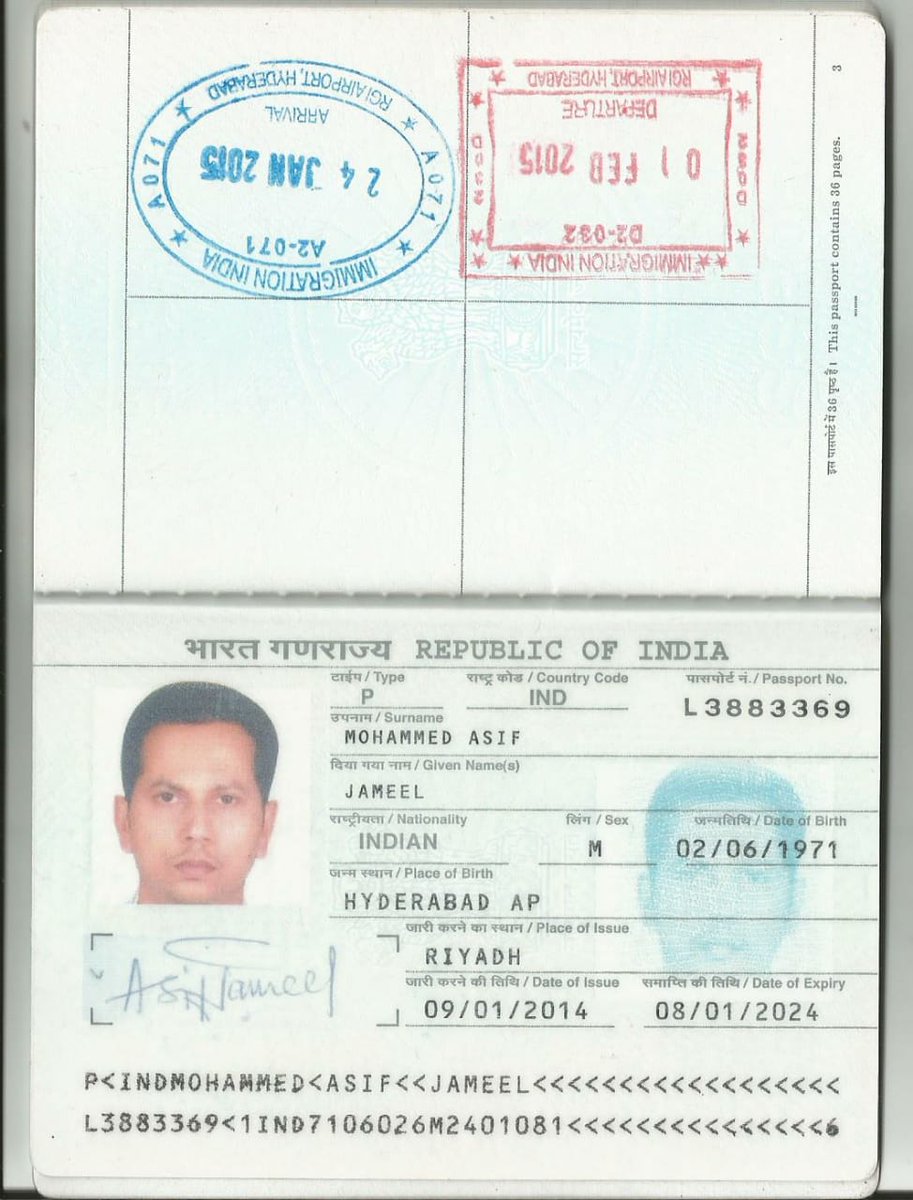 RGI AIRPORT, HYDERABAD
ARRIVAL
24 JAN 2015
A071
A071
A2-071
IMMIGRATION INDIA
RGI AIRPORT, HYDERABAD
DEPARTURE
01 FEB 2015
D032
D2-032
IMMIGRATION INDIA
3
इस पासपोर्ट में 36 पृष्ठ हैं। This passport contains 36 pages.
भारत गणराज्य REPUBLIC OF INDIA
टाईप / Type राष्ट्र कोड / Country Code पासपोर्ट नं. / Passport No.
P IND L3883369
उपनाम / Surname
MOHAMMED ASIF
दिया गया नाम / Given Name(s)
JAMEEL
राष्ट्रीयता / Nationality लिंग / Sex जन्मतिथि / Date of Birth
INDIAN M 02/06/1971
जन्म स्थान / Place of Birth
HYDERABAD AP
जारी करने का स्थान / Place of Issue
RIYADH
जारी करने की तिथि / Date of Issue समाप्ति की तिथि / Date of Expiry
09/01/2014 08/01/2024
Asif Jameel
P<INDMOHAMMED<ASIF<<JAMEEL<<<<<<<<<<<<<<<<<<
L3883369<1IND7106026M2401081<<<<<<<<<<<<<<<6